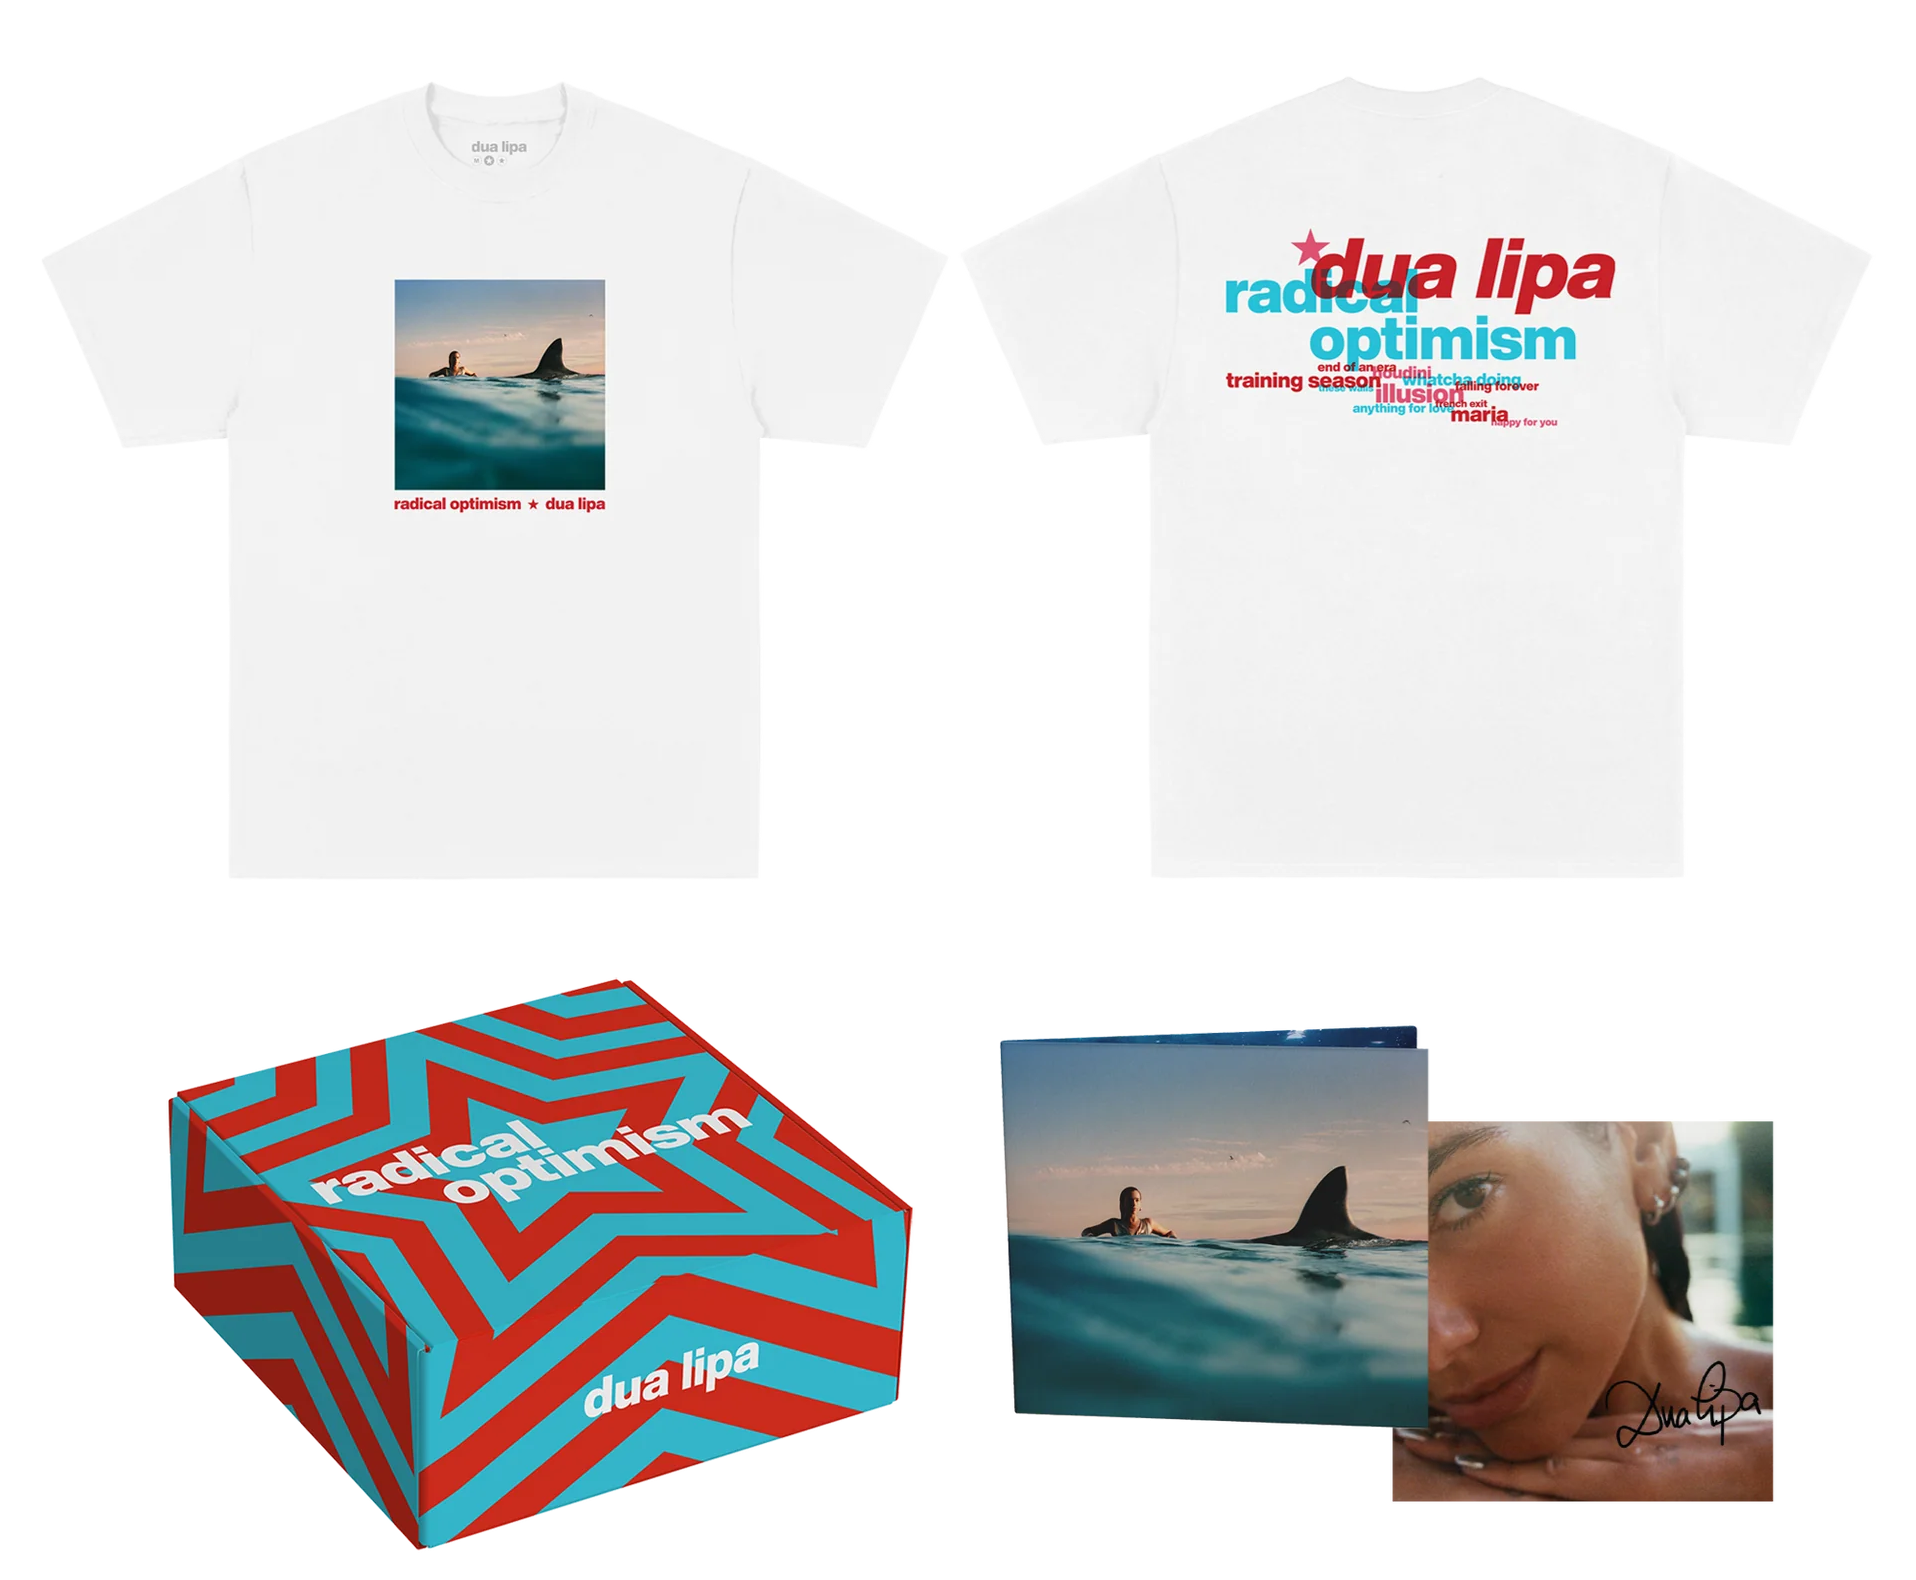 dua lipa
radical optimism ★ dua lipa
★dua lipa
radical
optimism
end of an era
houdini
training season
these walls
whatcha doing
falling forever
illusion
french exit
anything for love
maria
happy for you
radical
optimism
dua lipa
Dua Lipa